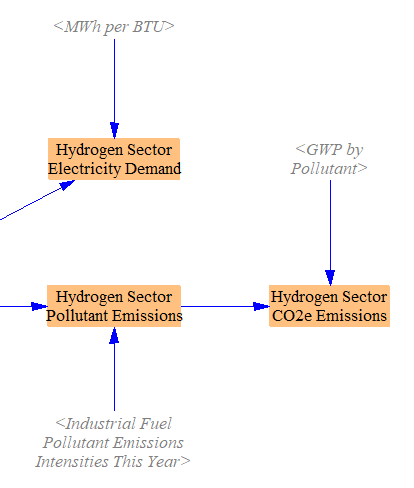 <MWh per BTU>
Hydrogen Sector
Electricity Demand
<GWP by
Pollutant>
Hydrogen Sector
Pollutant Emissions
Hydrogen Sector
CO2e Emissions
<Industrial Fuel
Pollutant Emissions
Intensities This Year>